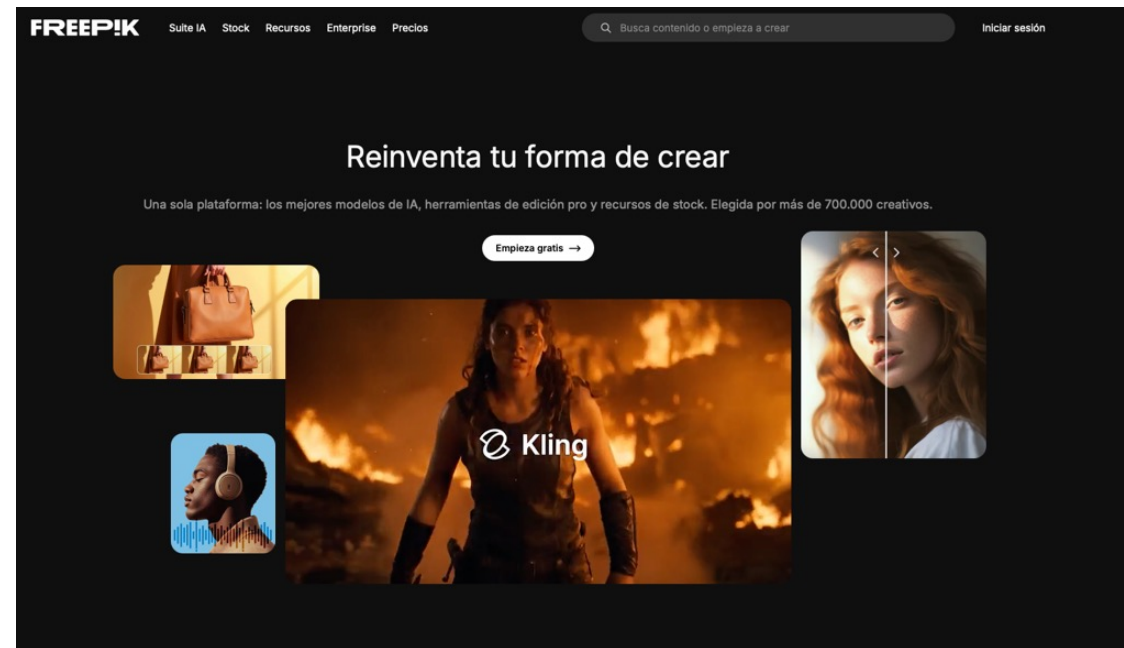 FREEP!K
Suite IA Stock Recursos Enterprise Precios
Busca contenido o empieza a crear
Iniciar sesión
Reinventa tu forma de crear
Una sola plataforma: los mejores modelos de IA, herramientas de edición pro y recursos de stock. Elegida por más de 700.000 creativos.
Empieza gratis →
Kling